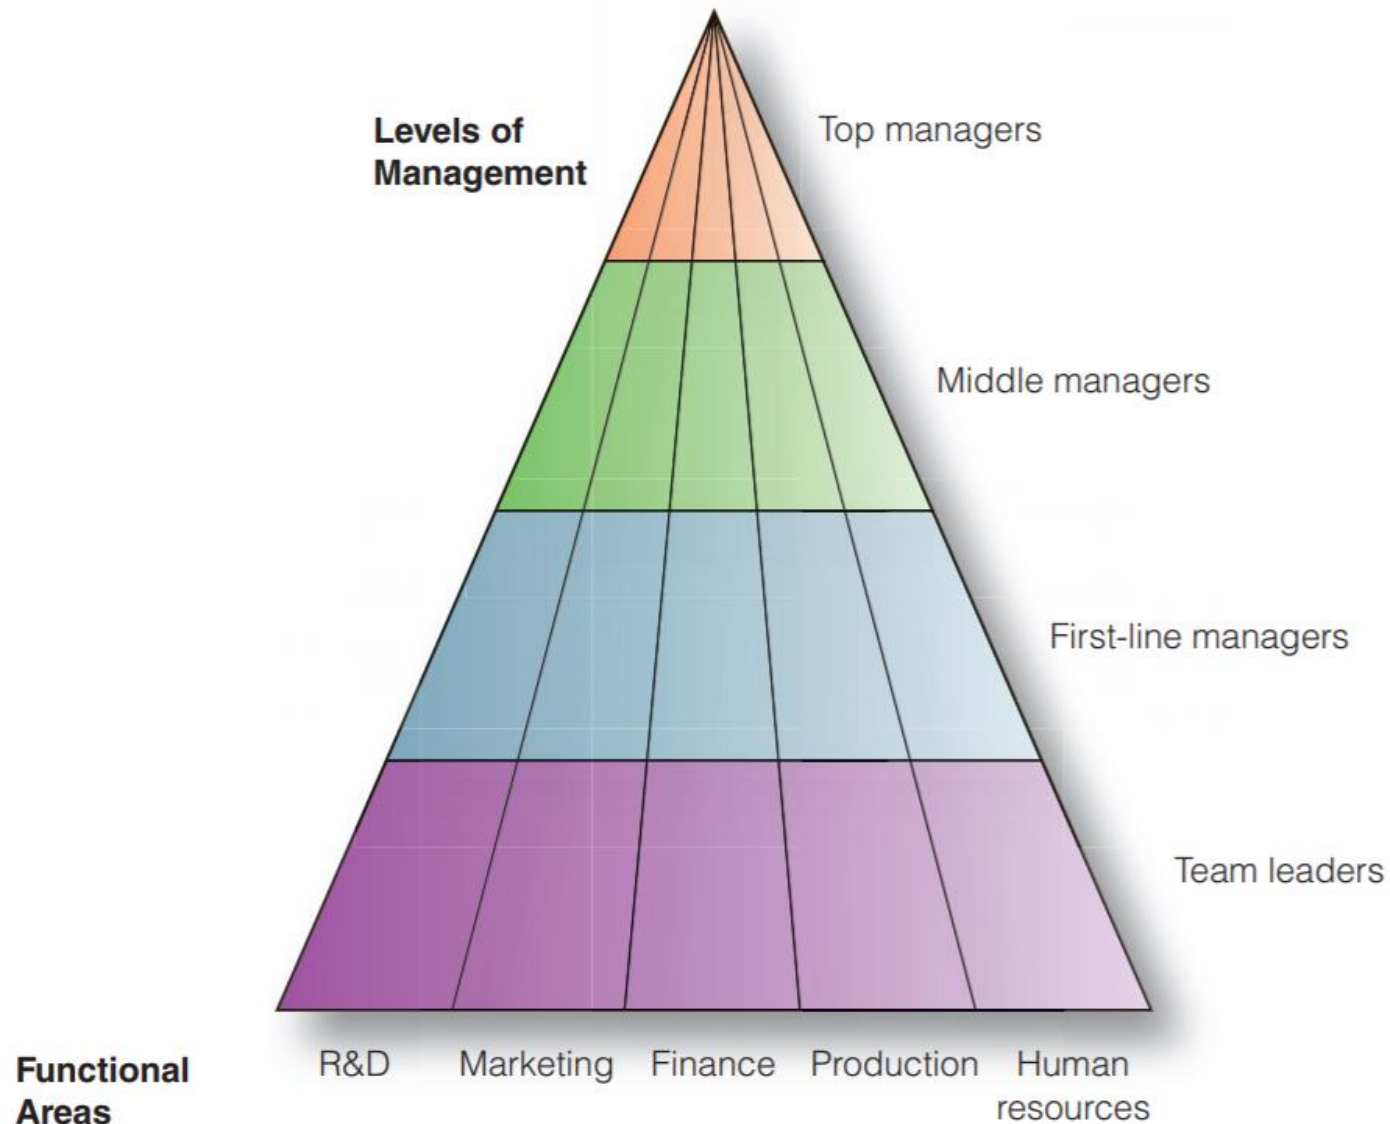 Levels of
Management
Top managers
Middle managers
First-line managers
Team leaders
Functional
Areas
R&D
Marketing
Finance
Production
Human
resources